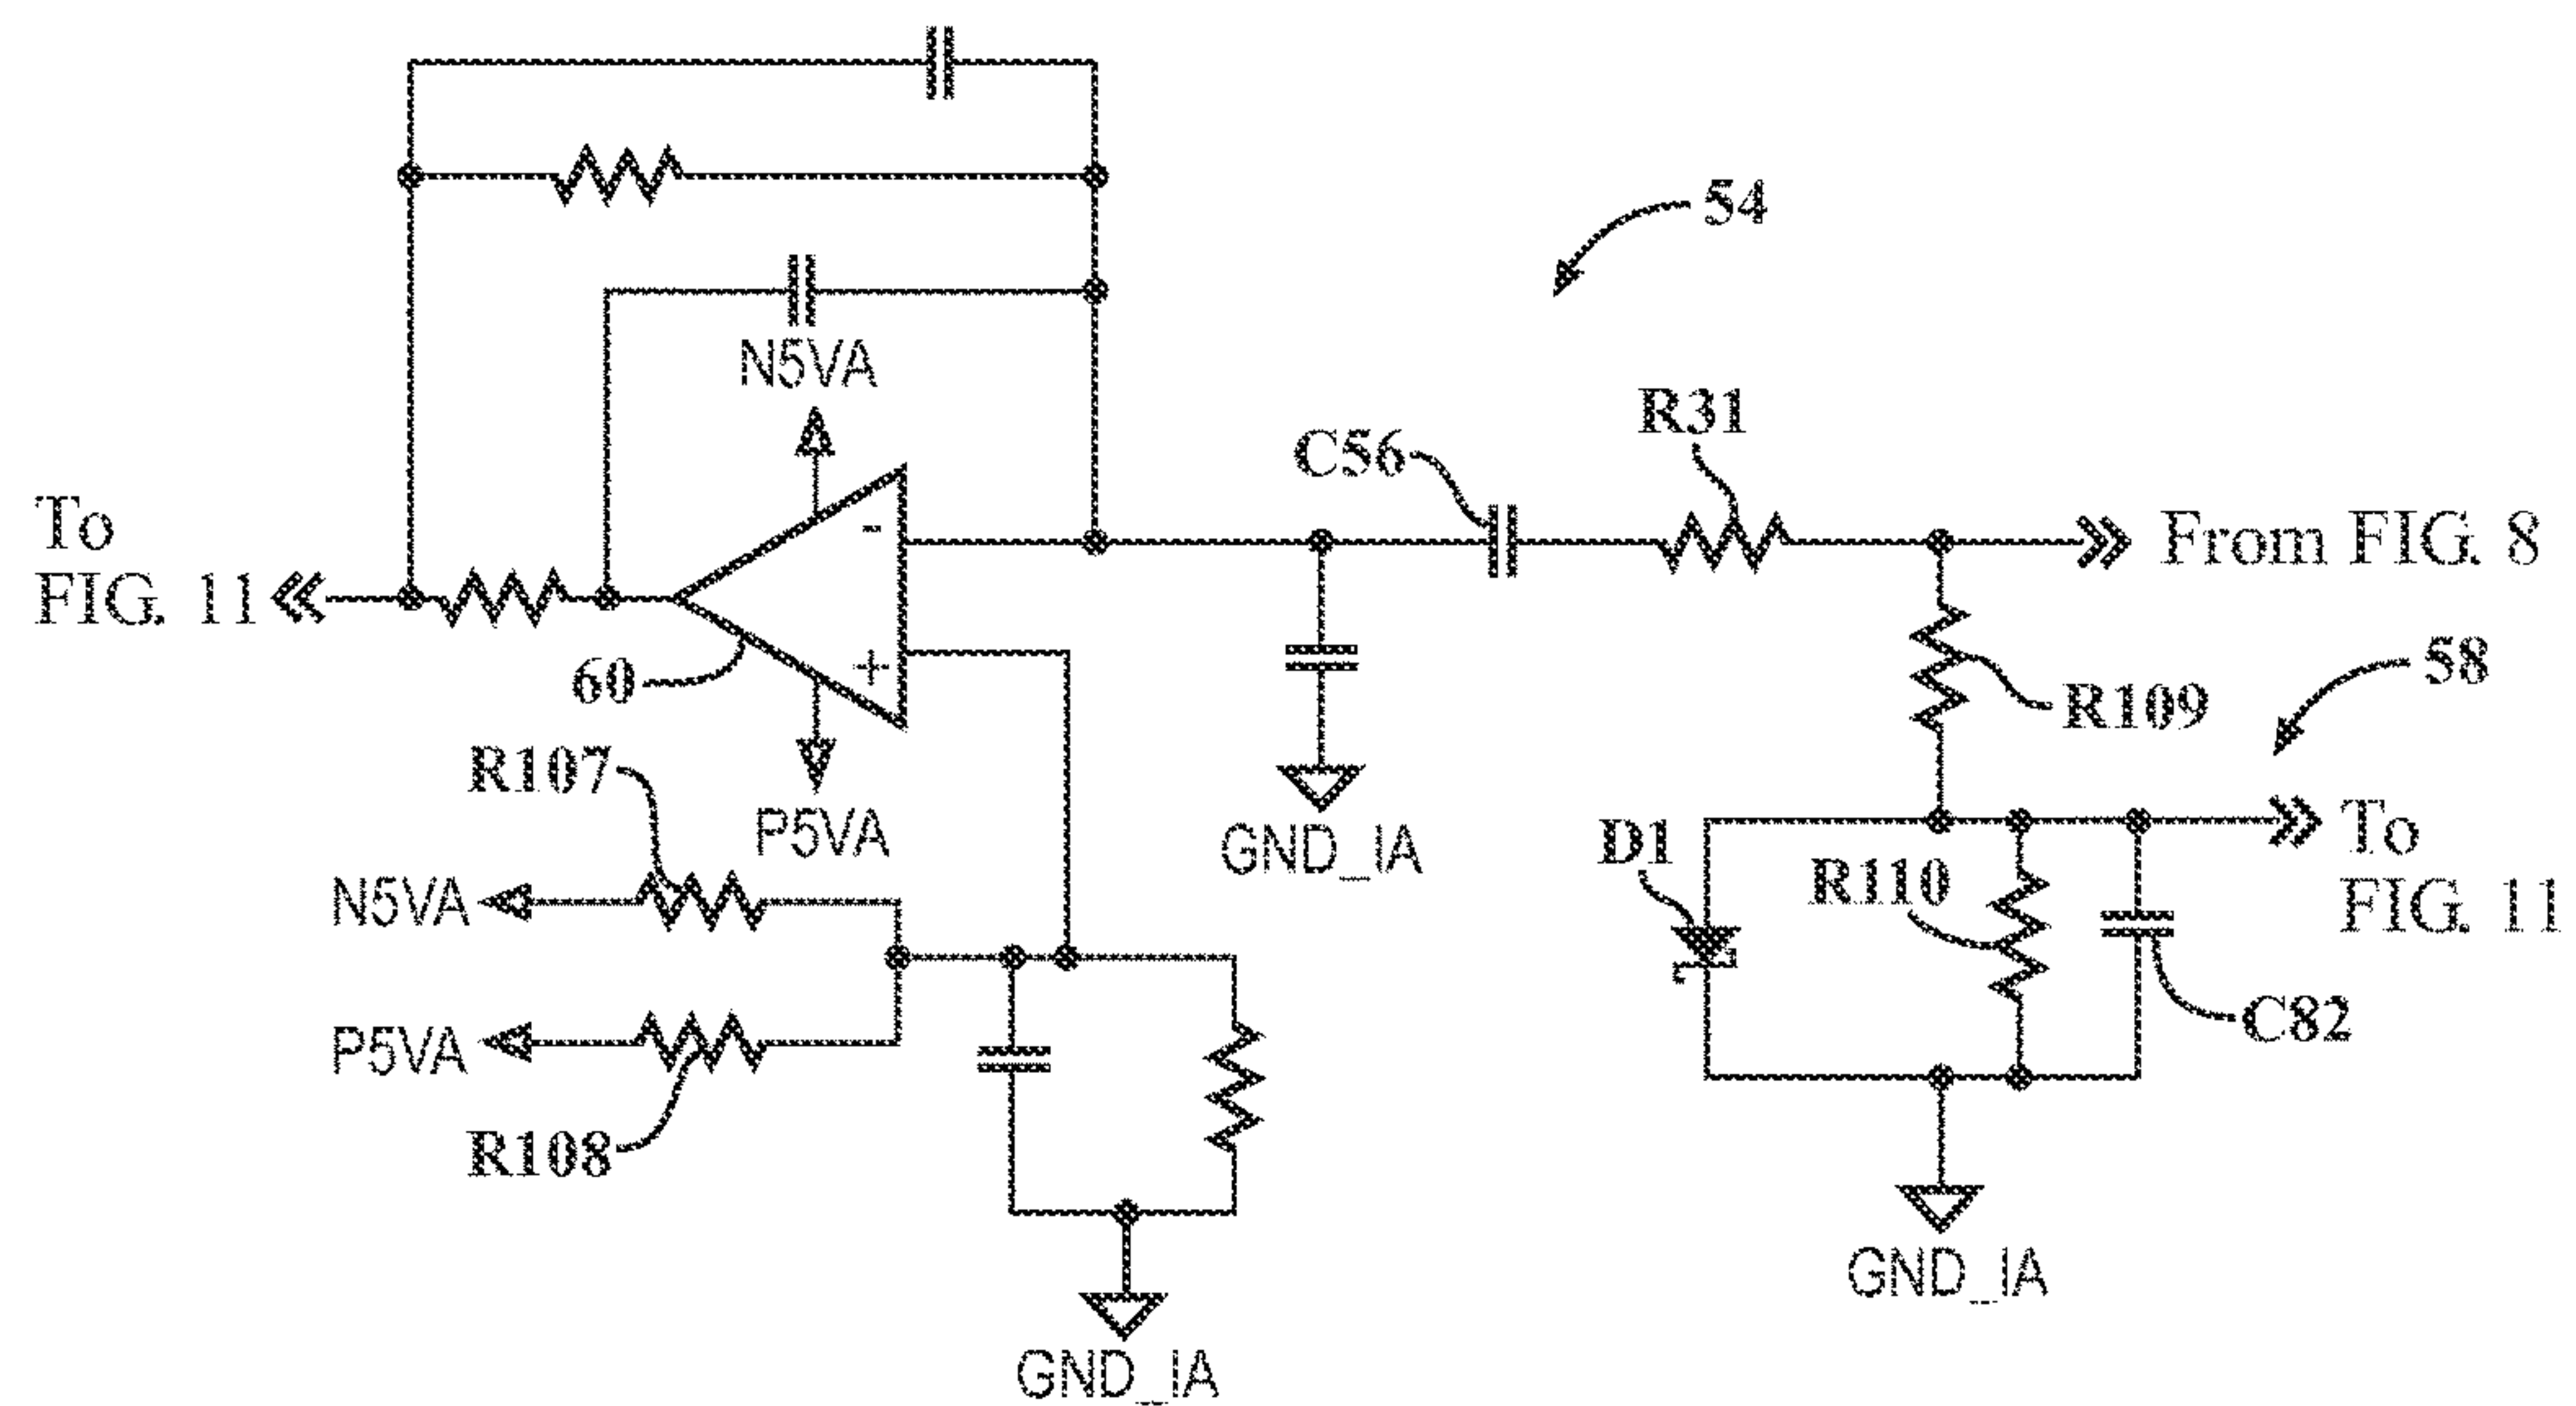 54
N5VA
R31
C56
To
FIG. 11
From FIG. 8
-
+
60
58
R109
R107
P5VA
GND_IA
D1
R110
To
FIG. 11
N5VA
C82
P5VA
R108
GND_IA
GND_IA